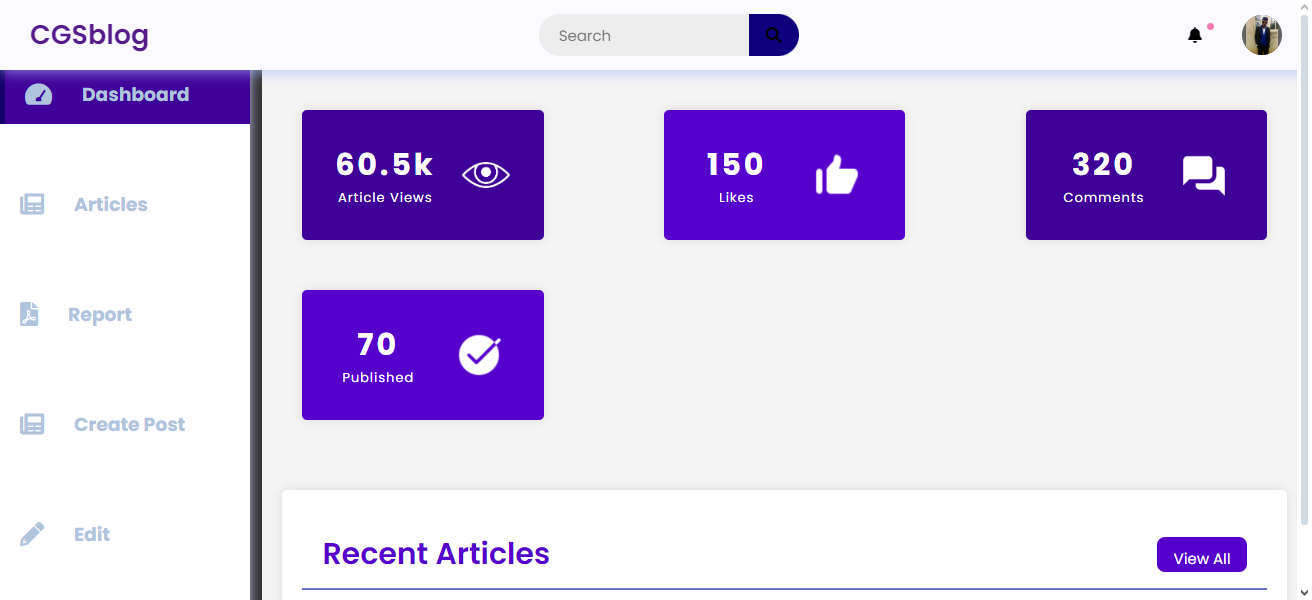 CGSblog
Search
Dashboard
Articles
Report
Create Post
Edit
60.5k
Article Views
150
Likes
320
Comments
70
Published
Recent Articles
View All